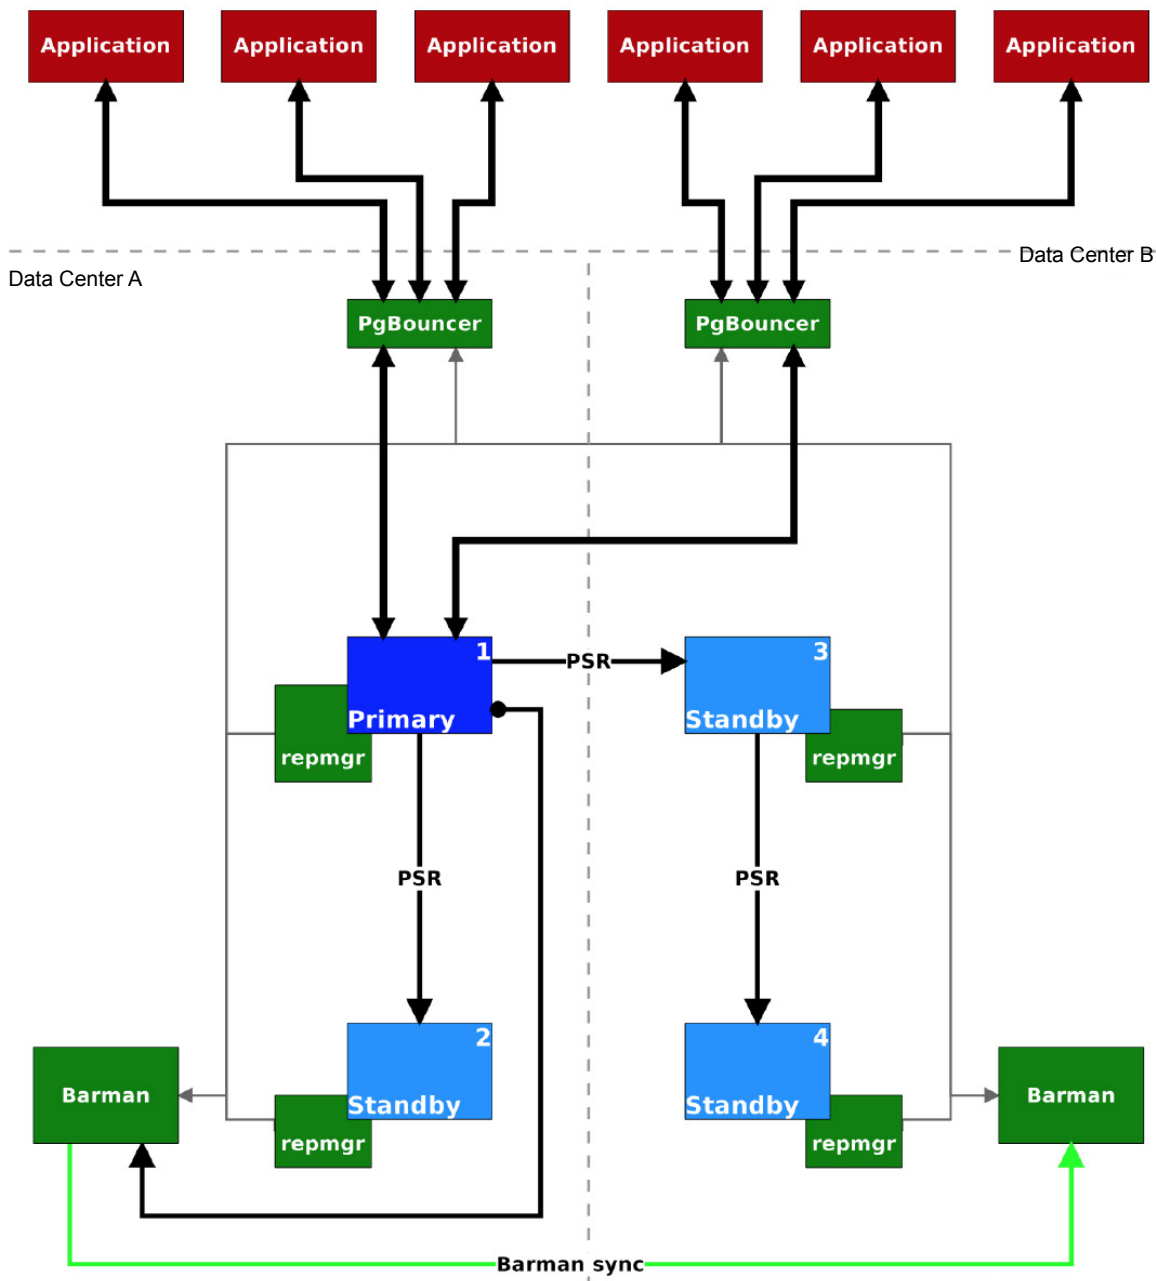 Application
Application
Application
Application
Application
Application
Data Center A
Data Center B
PgBouncer
PgBouncer
1
Primary
repmgr
PSR
3
Standby
repmgr
PSR
PSR
2
Standby
repmgr
4
Standby
repmgr
Barman
Barman
Barman sync